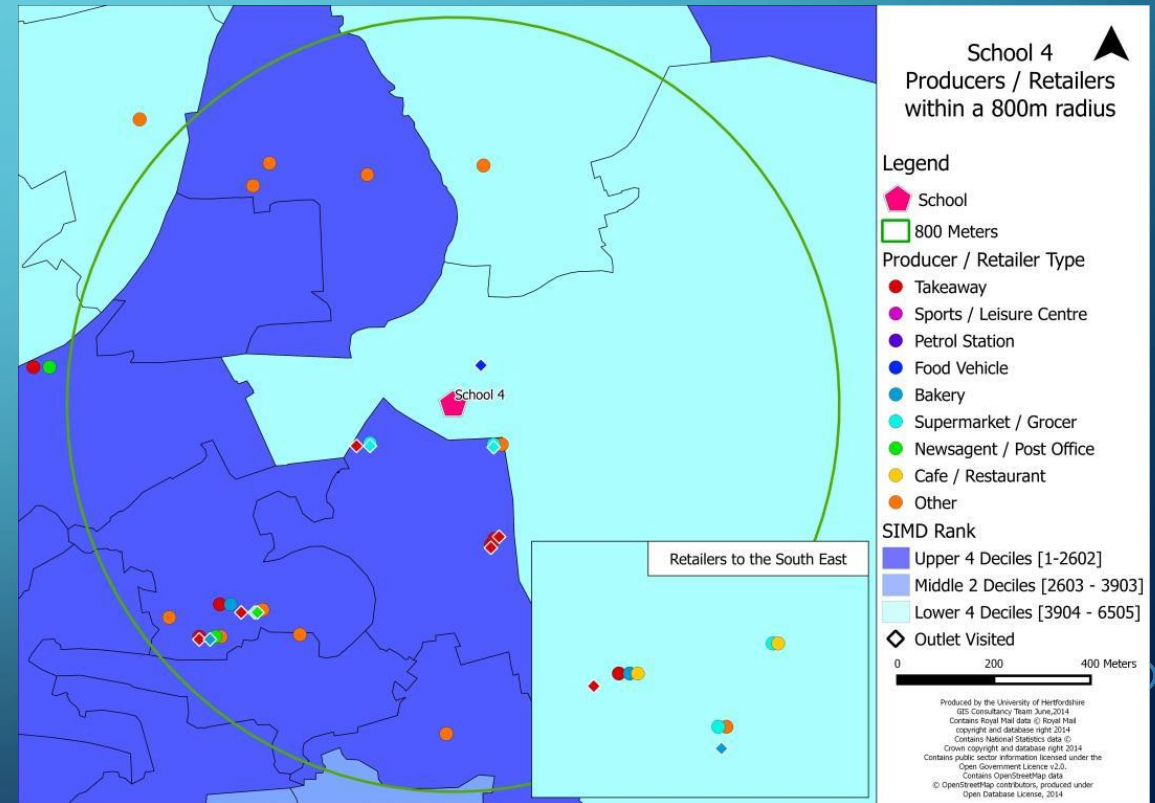 School 4
Producers / Retailers
within a 800m radius
Legend
School
800 Meters
Producer / Retailer Type
Takeaway
Sports / Leisure Centre
Petrol Station
Food Vehicle
Bakery
Supermarket / Grocer
Newsagent / Post Office
Cafe / Restaurant
Other
SIMD Rank
Upper 4 Deciles [1-2602]
Middle 2 Deciles [2603 - 3903]
Lower 4 Deciles [3904 - 6505]
Outlet Visited
0 200 400 Meters
Produced by the University of Hertfordshire
GIS Consultancy Team June,2014
Contains Royal Mail data © Royal Mail
copyright and database right 2014
Contains National Statistics data ©
Crown copyright and database right 2014
Contains public sector information licensed under the
Open Government Licence v2.0.
Contains OpenStreetMap data
© OpenStreetMap contributors, produced under
Open Database License, 2014
School 4
Retailers to the South East